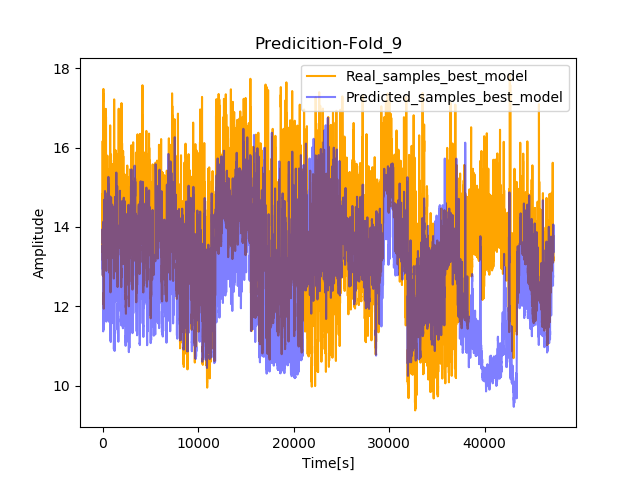 Predicition-Fold_9
Real_samples_best_model
Predicted_samples_best_model
18
16
14
12
10
Amplitude
0
10000
20000
30000
40000
Time[s]